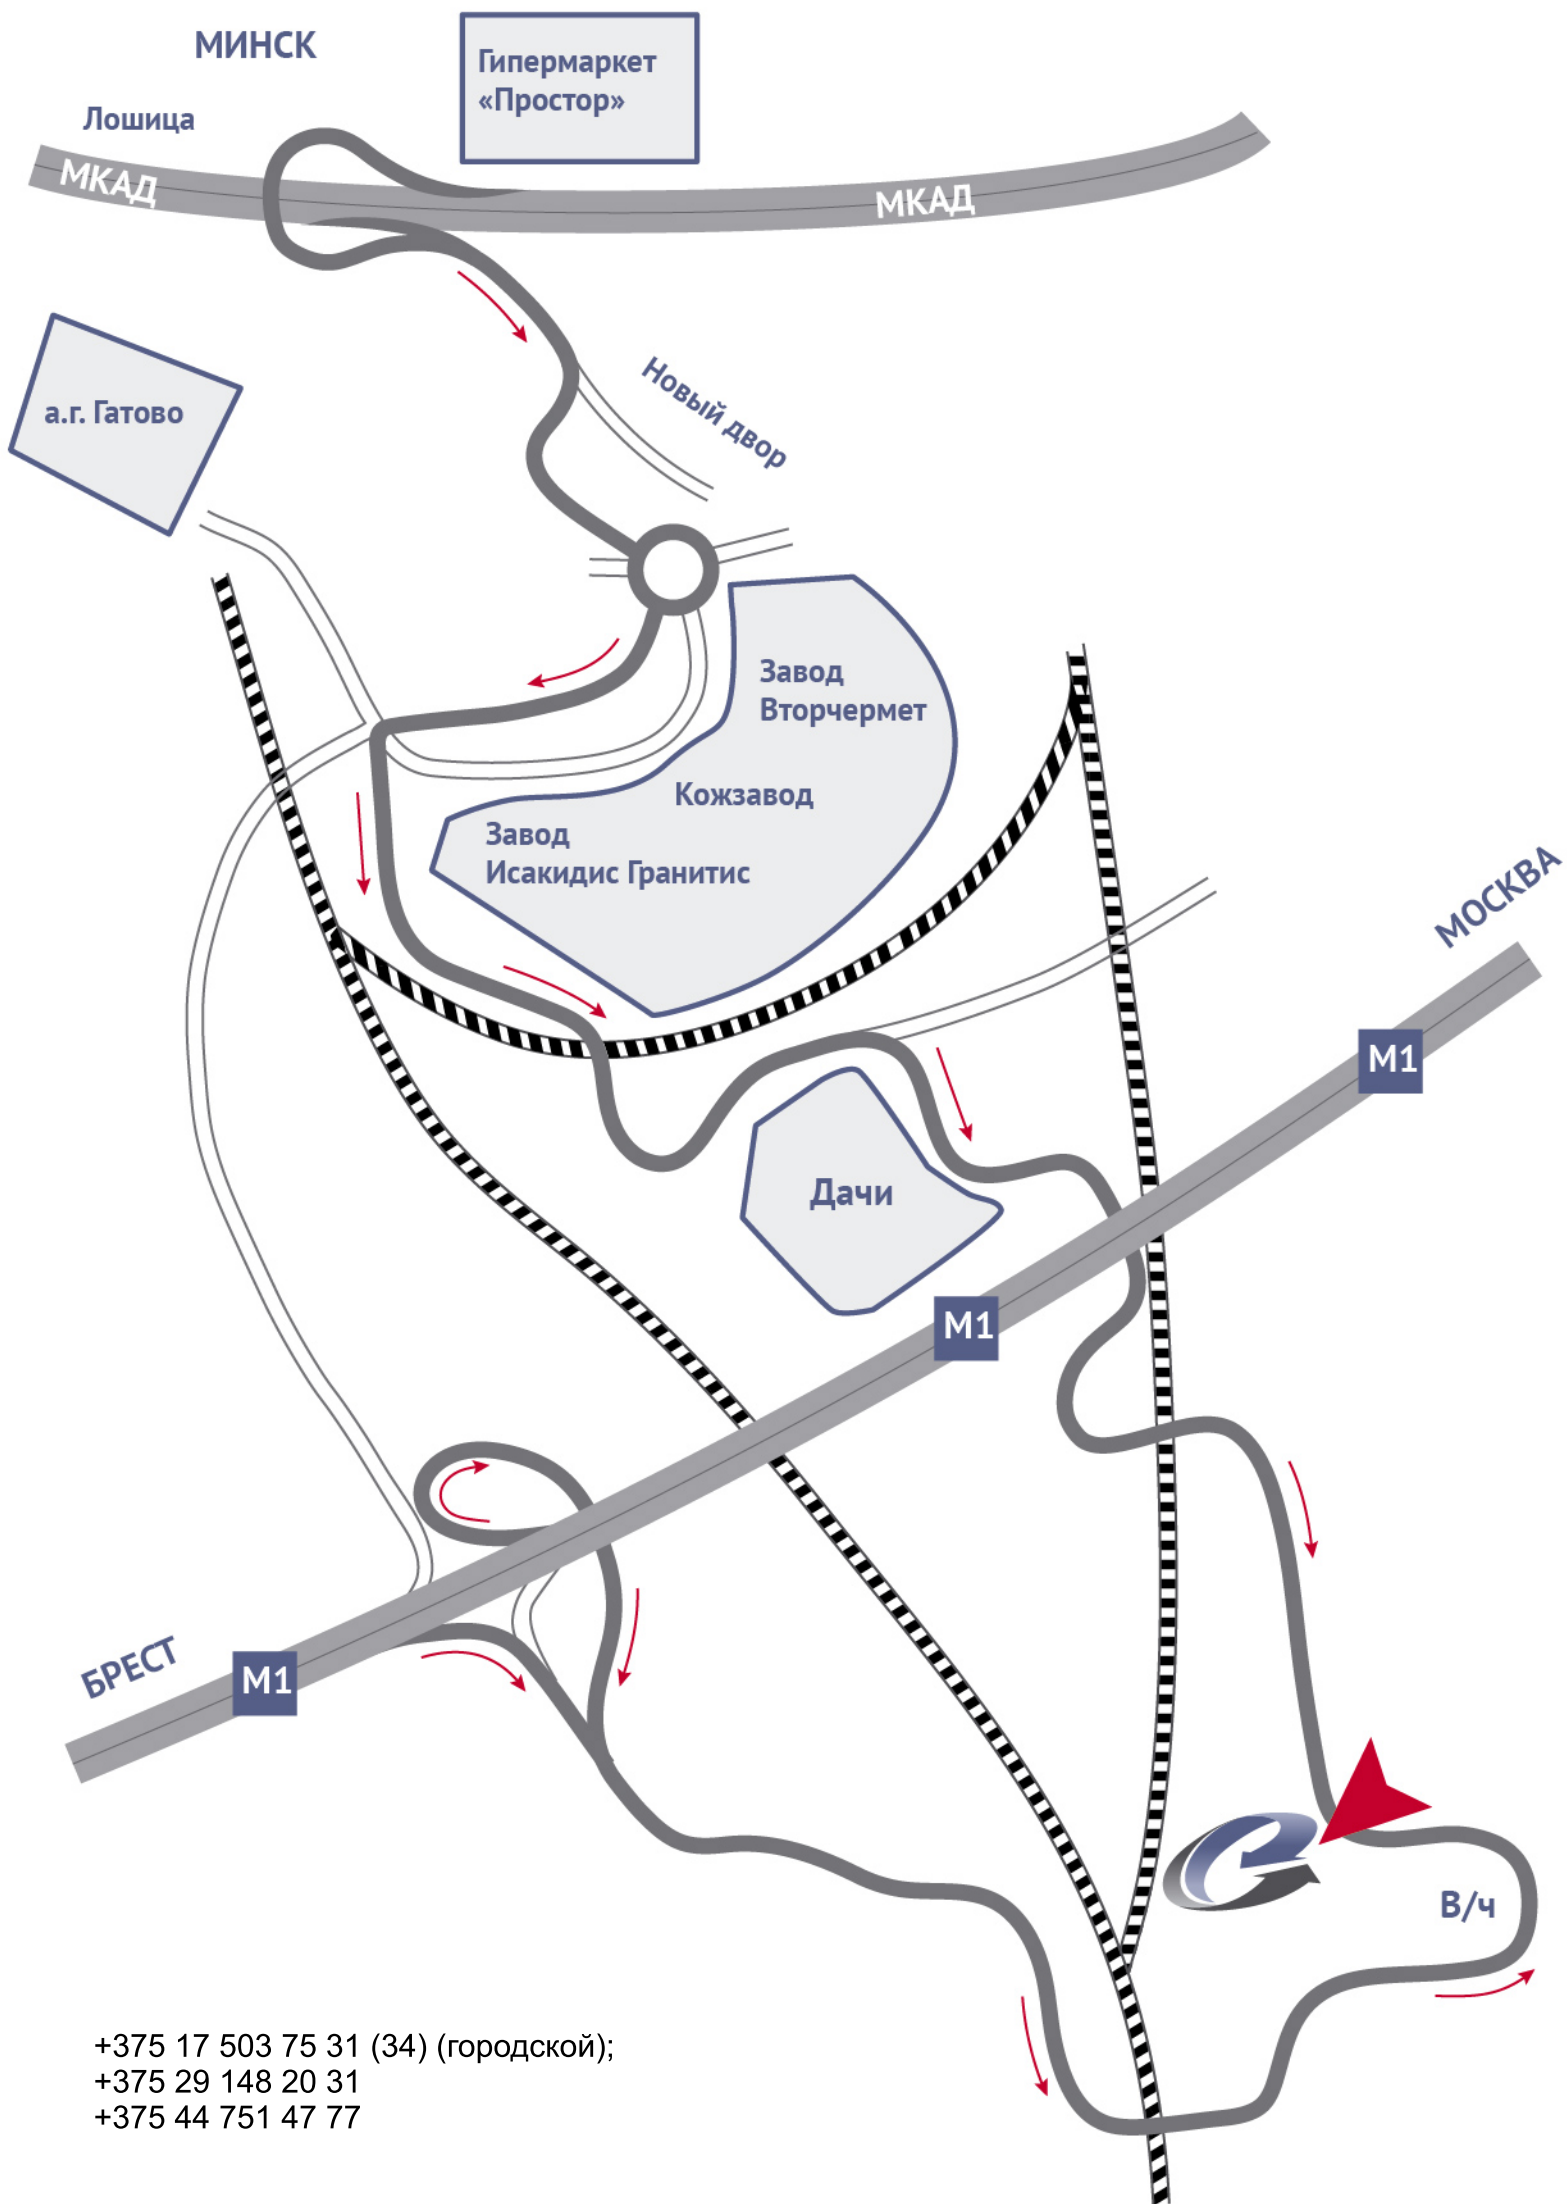 МИНСК
Гипермаркет
«Простор»
Лошица
МКАД
МКАД
Новый двор
а.г. Гатово
Завод
Вторчермет
Кожзавод
Завод
Исакидис Гранитис
МОСКВА
М1
Дачи
М1
БРЕСТ
М1
В/ч
+375 17 503 75 31 (34) (городской);
+375 29 148 20 31
+375 44 751 47 77